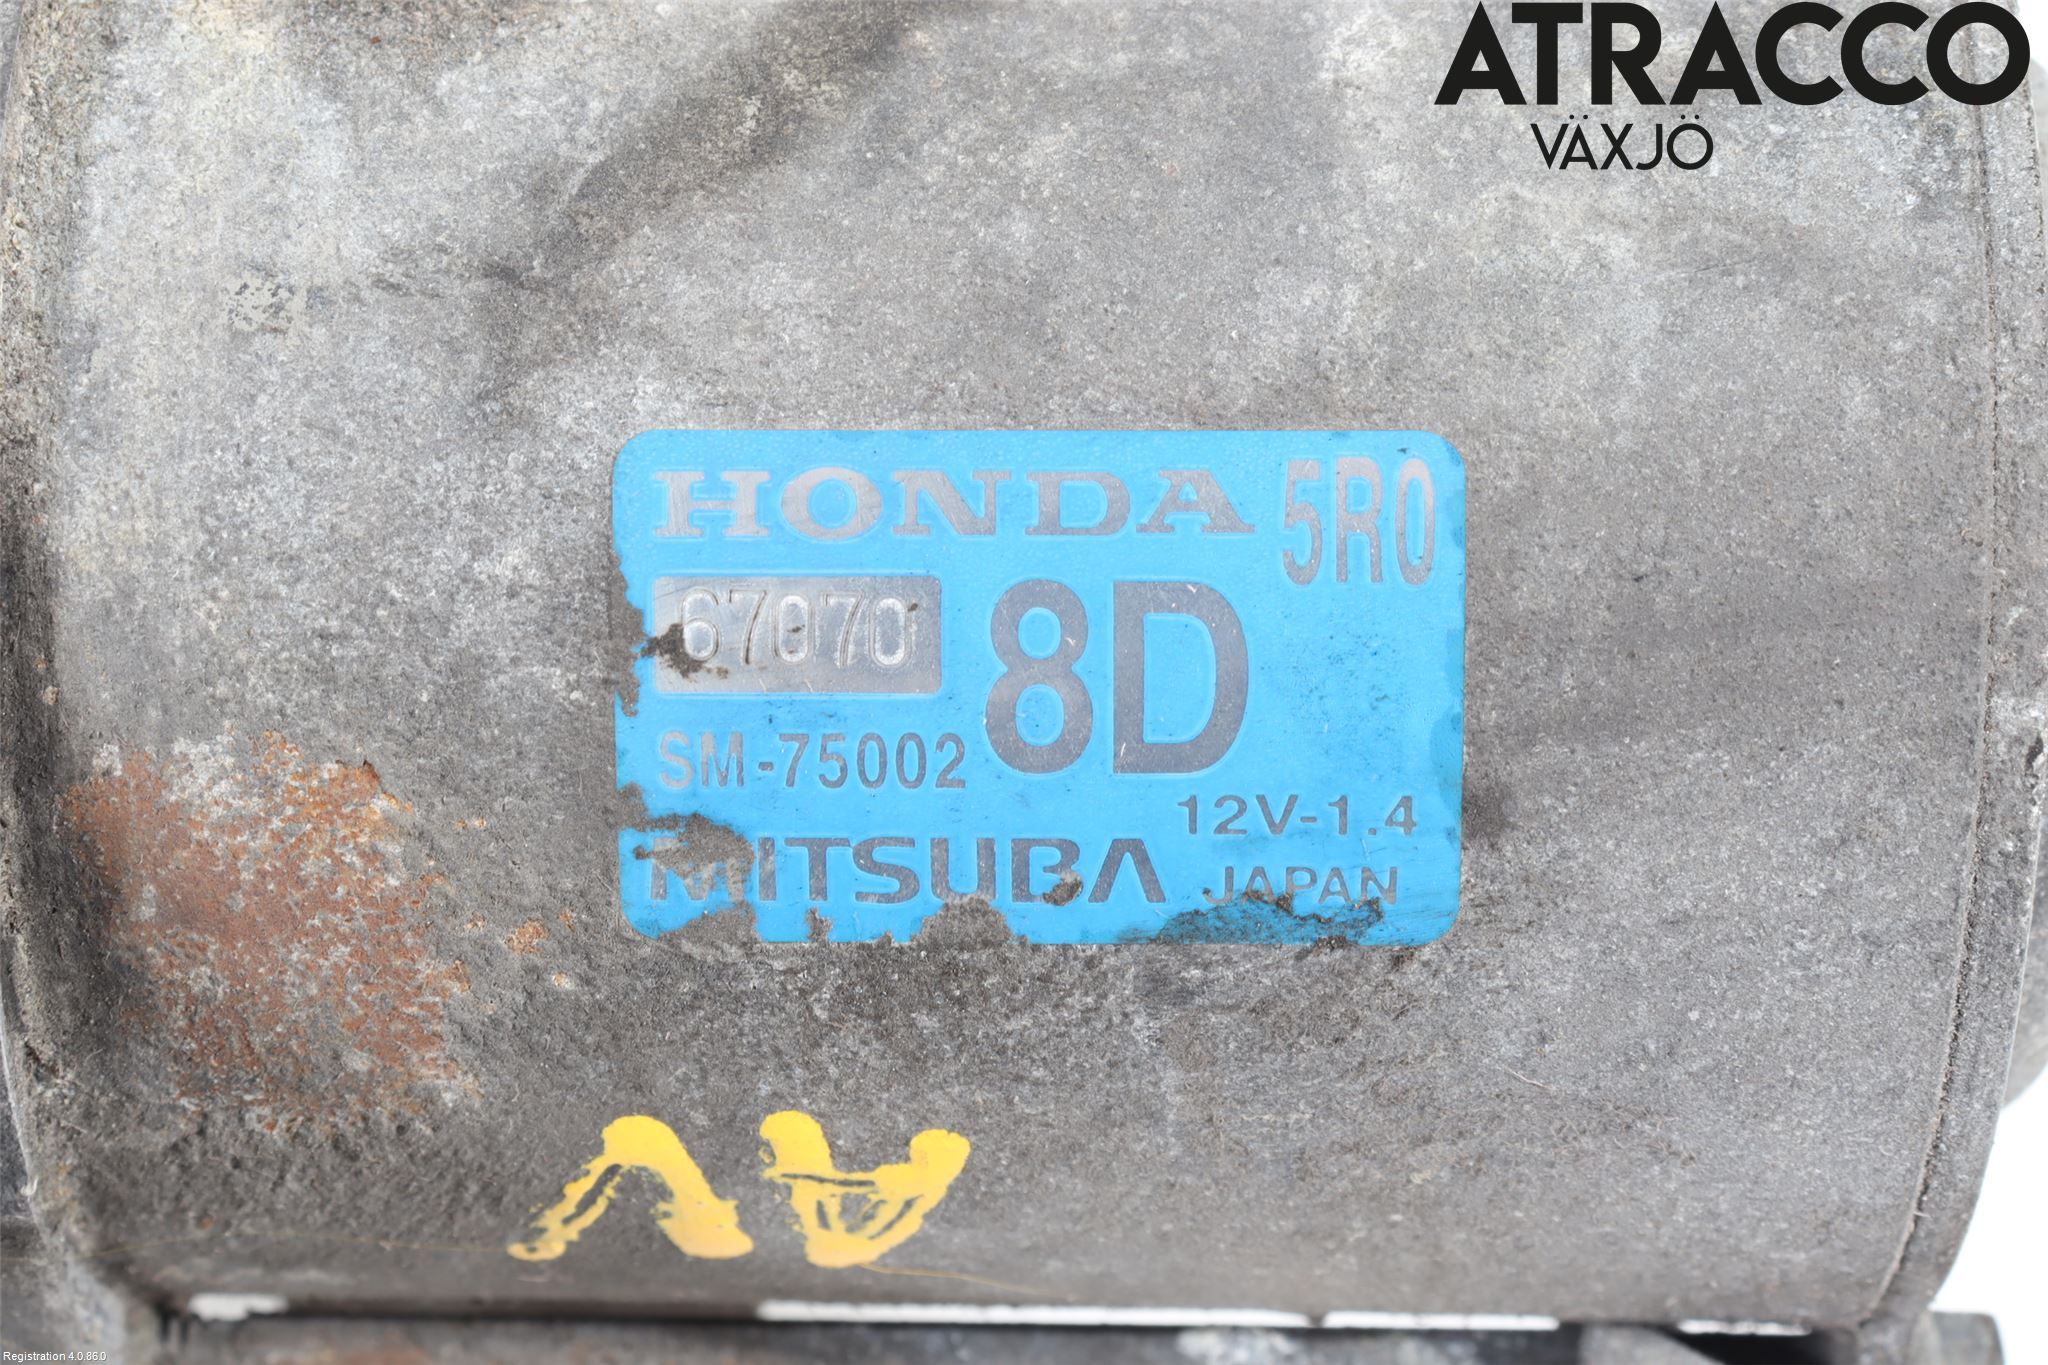 ATRACCO
VÄXJÖ
HONDA 5R0
67070 8D
SM-75002
12V-1.4
MITSUBA
JAPAN
AV
Registration 4.0.86.0